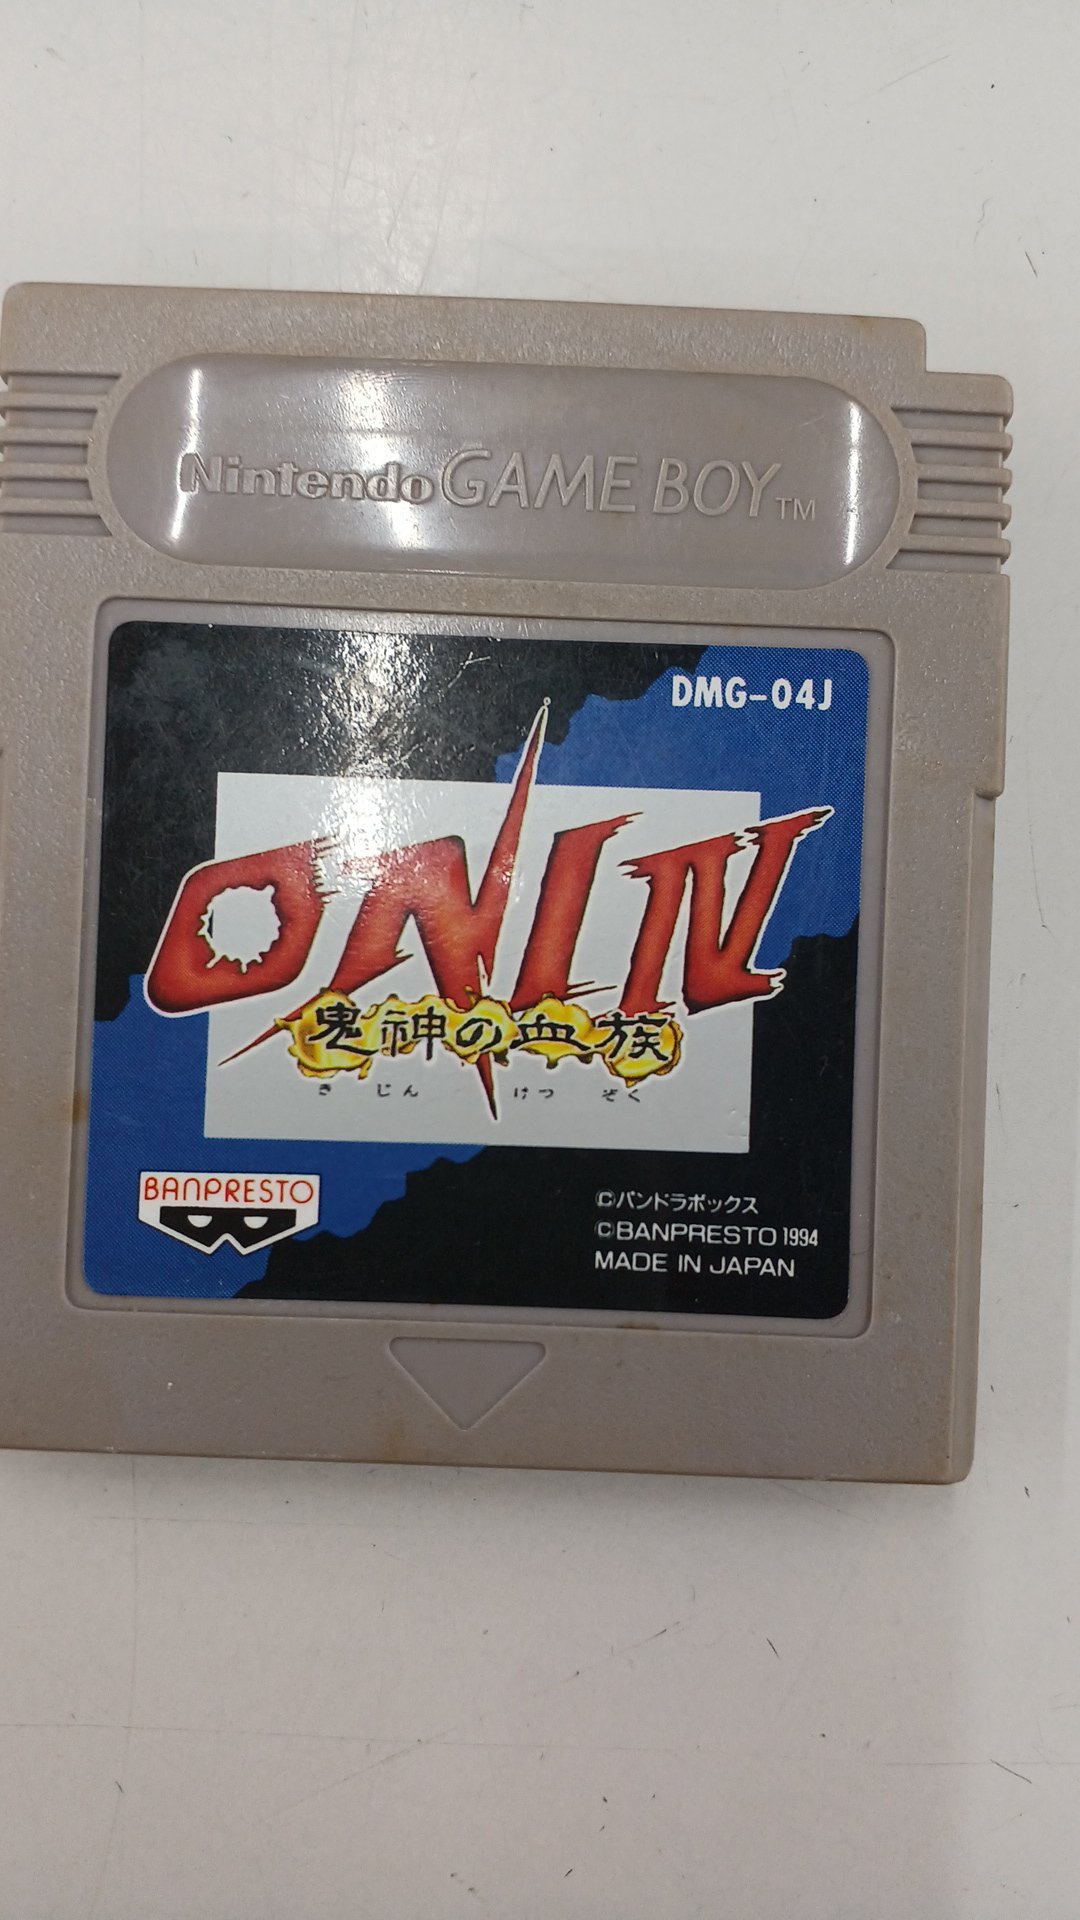 Nintendo GAME BOY TM
DMG-04J
ONI IV
鬼神の血族
きじん けつ ぞく
BANPRESTO
©パンドラボックス
©BANPRESTO 1994
MADE IN JAPAN